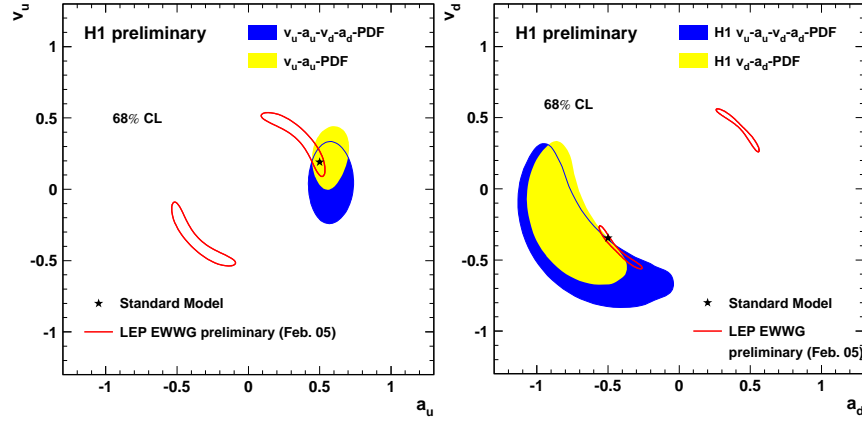 v_u
H1 preliminary
v_u-a_u-v_d-a_d-PDF
v_u-a_u-PDF
68% CL
Standard Model
LEP EWWG preliminary (Feb. 05)
1
0.5
0
-0.5
-1
-1 -0.5 0 0.5 1
a_u
v_d
H1 preliminary
H1 v_u-a_u-v_d-a_d-PDF
H1 v_d-a_d-PDF
68% CL
Standard Model
LEP EWWG
preliminary (Feb. 05)
1
0.5
0
-0.5
-1
-1 -0.5 0 0.5 1
a_d